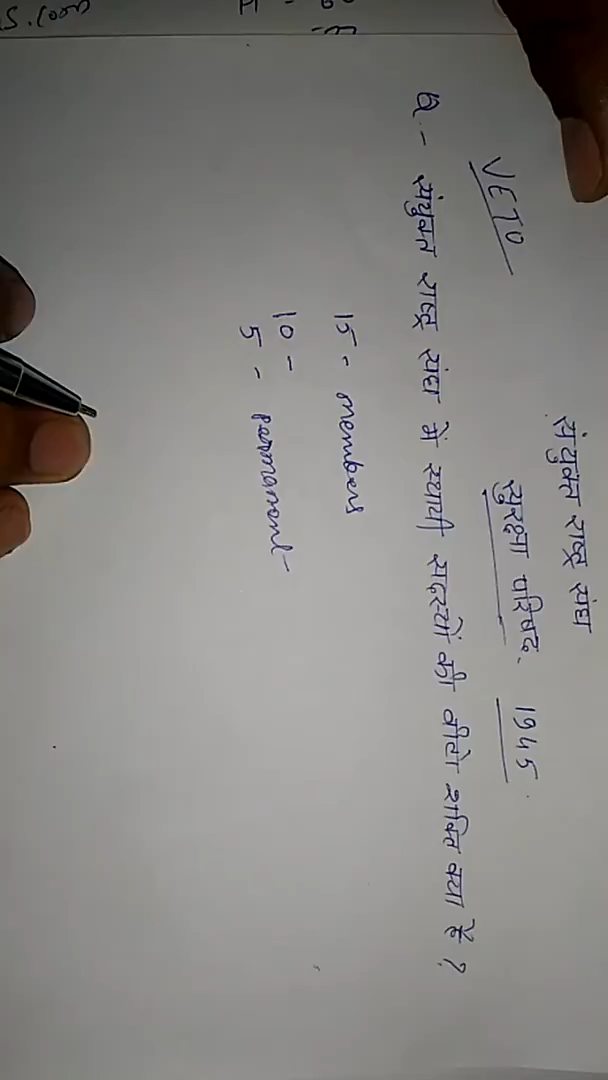 संयुक्त राष्ट्र संघ
सुरक्षा परिषद. 1945.
VETO
Q. - संयुक्त राष्ट्र संघ में स्थायी सदस्यों की वीटो शक्ति क्या है ?
15 - members
10 -
5 - permanent